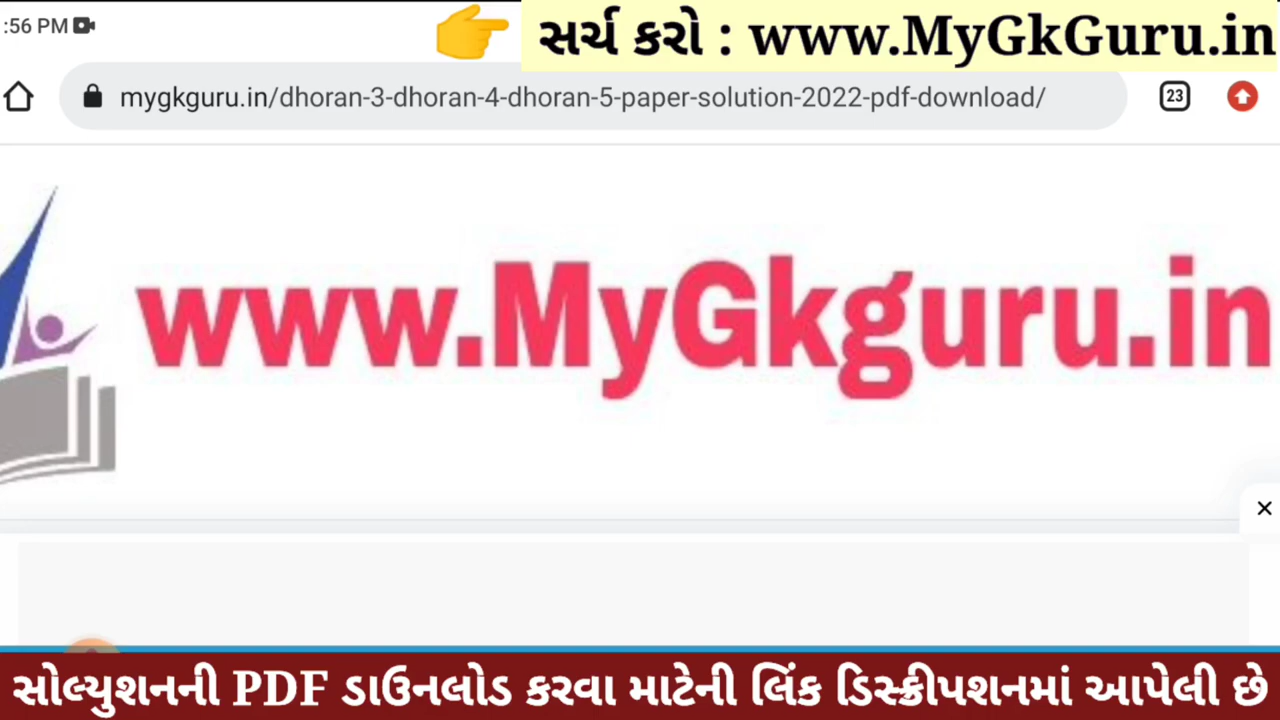 :56 PM
👉 સર્ચ કરો : www.MyGkGuru.in
mygkguru.in/dhoran-3-dhoran-4-dhoran-5-paper-solution-2022-pdf-download/
23
www.MyGkguru.in
સોલ્યુશનની PDF ડાઉનલોડ કરવા માટેની લિંક ડિસ્ક્રીપશનમાં આપેલી છે